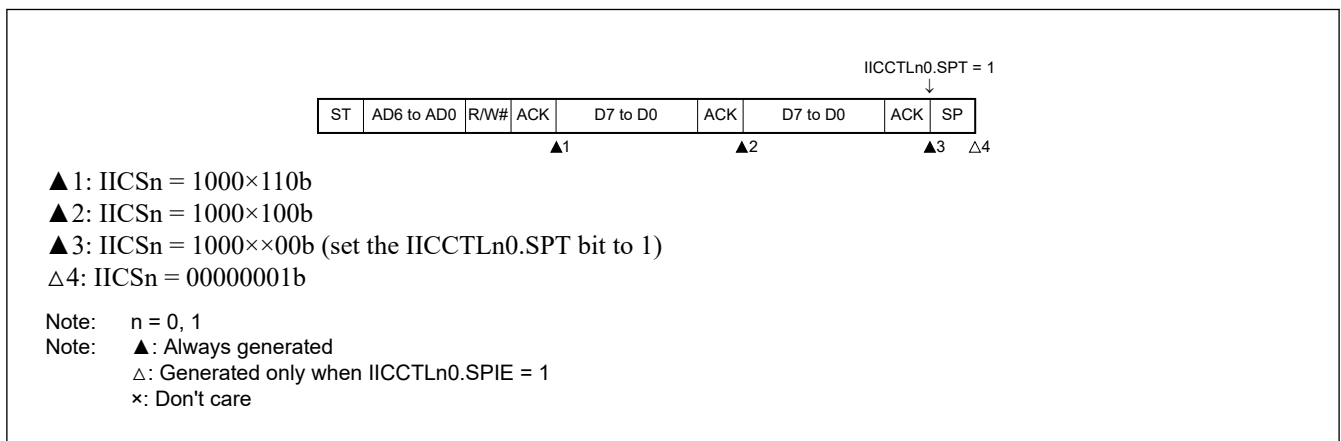 IICCTLn0.SPT = 1
↓
ST AD6 to AD0 R/W# ACK D7 to D0 ACK D7 to D0 ACK SP
▲1 ▲2 ▲3 △4
▲1: IICSn = 1000×110b
▲2: IICSn = 1000×100b
▲3: IICSn = 1000××00b (set the IICCTLn0.SPT bit to 1)
△4: IICSn = 00000001b
Note: n = 0, 1
Note: ▲: Always generated
△: Generated only when IICCTLn0.SPIE = 1
×: Don't care